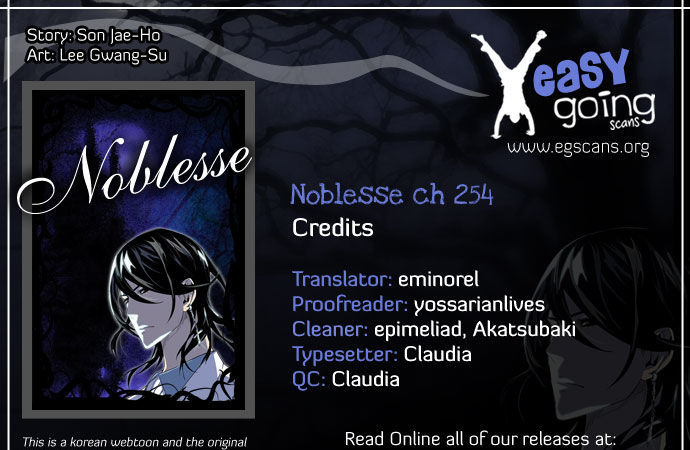 Story: Son Jae-Ho
Art: Lee Gwang-Su
easy
going
scans
www.egscans.org
Noblesse
Noblesse ch 254
Credits
Translator: eminorel
Proofreader: yossarianlives
Cleaner: epimeliad, Akatsubaki
Typesetter: Claudia
QC: Claudia
This is a korean webtoon and the original
Read Online all of our releases at: